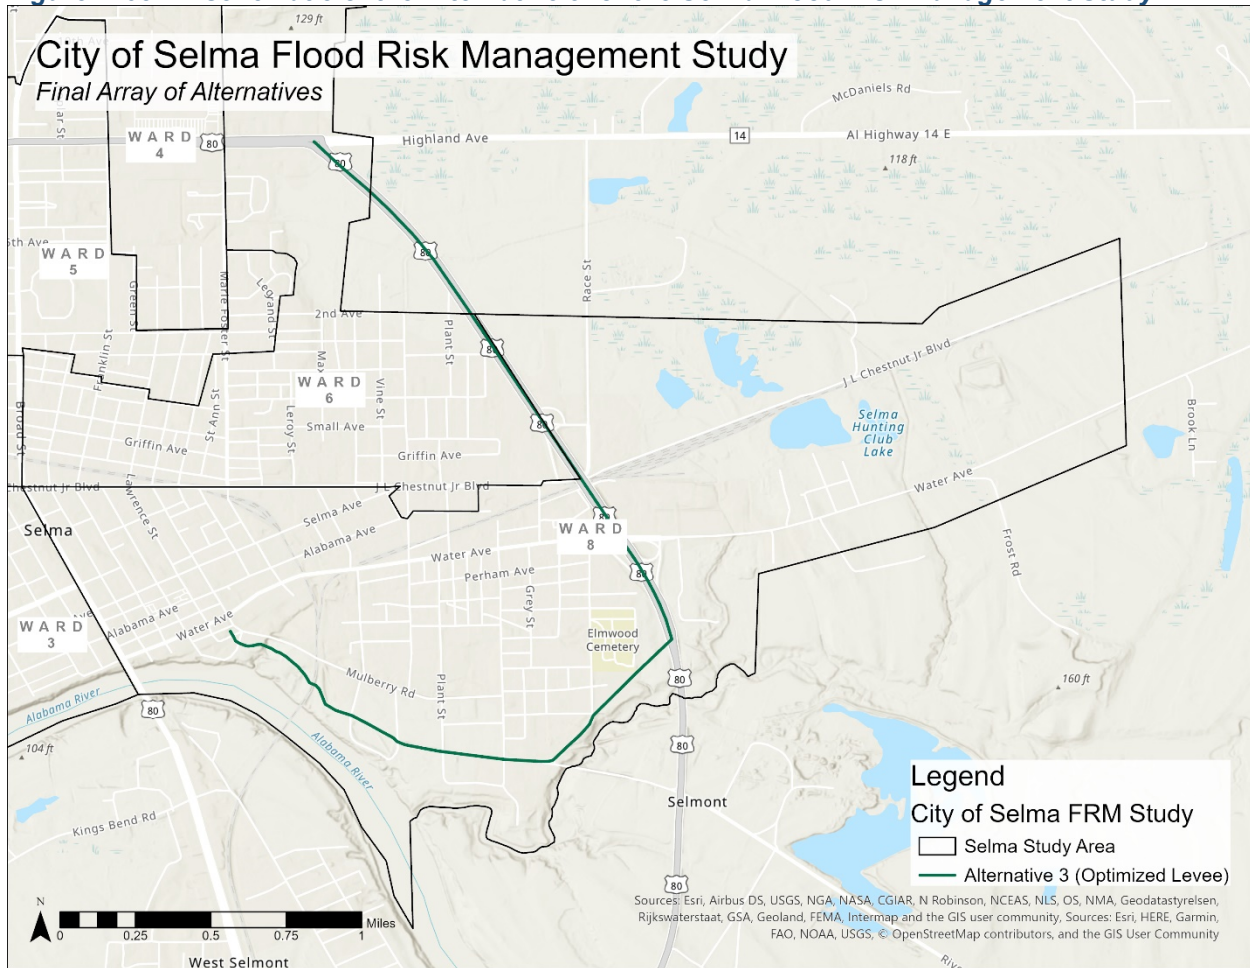 City of Selma Flood Risk Management Study
Final Array of Alternatives
129 ft
McDaniels Rd
WARD
4
80
Highland Ave
14
Al Highway 14 E
80
118 ft
5th Ave
WARD
5
80
Race St
Green St
Marie Foster St
Legrand St
2nd Ave
Plant St
80
Franklin St
J L Chestnut Jr Blvd
WARD
6
Vine St
Broad St
St Ann St
Leroy St
Small Ave
80
Selma
Hunting
Club
Lake
Brook Ln
Griffin Ave
Griffin Ave
Chestnut Jr Blvd
J L Chestnut Jr Blvd
Water Ave
Lawrence St
Selma Ave
Selma
80
WARD
8
Alabama Ave
Water Ave
Frost Rd
Perham Ave
80
Grey St
Alabama Ave
Water Ave
WARD
3
Elmwood
Cemetery
Mulberry Rd
Plant St
80
160 ft
Alabama River
80
Alabama River
80
104 ft
Kings Bend Rd
Selmont
Legend
City of Selma FRM Study
Selma Study Area
Alternative 3 (Optimized Levee)
80
Sources: Esri, Airbus DS, USGS, NGA, NASA, CGIAR, N Robinson, NCEAS, NLS, OS, NMA, Geodatastyrelsen,
Rijkswaterstaat, GSA, Geoland, FEMA, Intermap and the GIS user community, Sources: Esri, HERE, Garmin,
FAO, NOAA, USGS, © OpenStreetMap contributors, and the GIS User Community
N
Miles
0 0.25 0.5 0.75 1
West Selmont